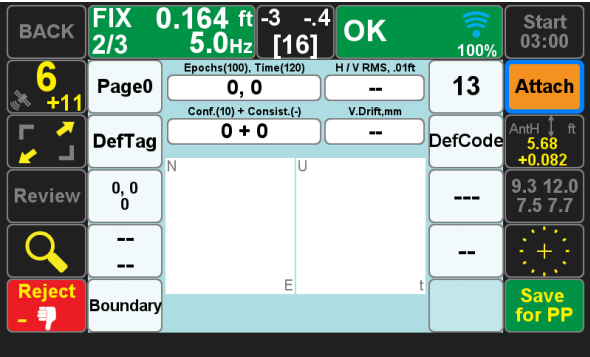 BACK
FIX 0.164 ft
2/3 5.0Hz
-3 -.4
[16]
OK
100%
Start
03:00
6
+11
Page0
Epochs(100), Time(120)
0, 0
H / V RMS, .01ft
--
13
Attach
DefTag
Conf.(10) + Consist.(-)
0 + 0
V.Drift,mm
--
DefCode
AntH ft
5.68
+0.082
Review
0, 0
0
N
E
U
t
---
9.3 12.0
7.5 7.7
--
--
--
Reject
-
Boundary
Save
for PP